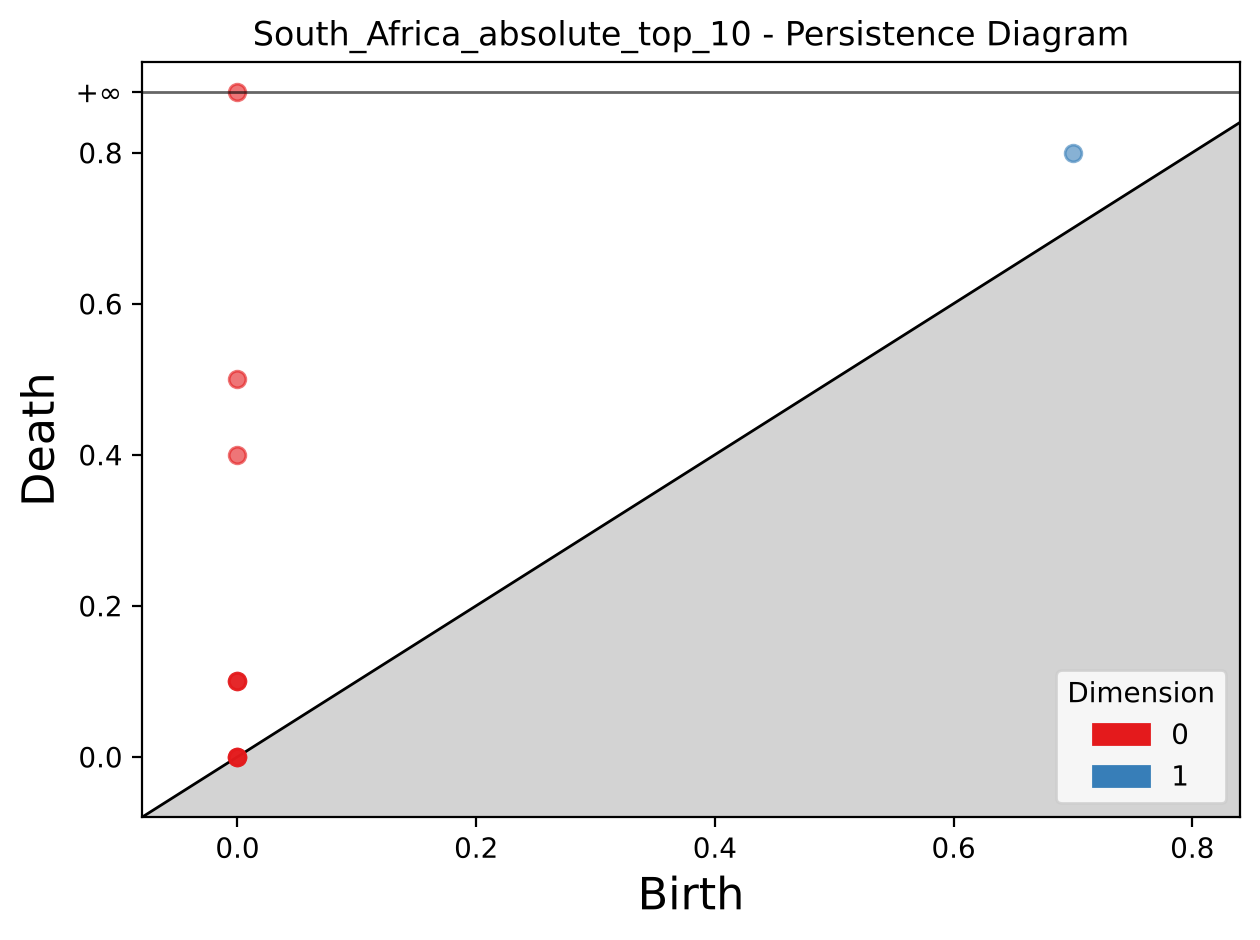 South_Africa_absolute_top_10 - Persistence Diagram
+∞
0.8
0.6
0.4
0.2
0.0
Death
0.0 0.2 0.4 0.6 0.8
Birth
Dimension
0
1